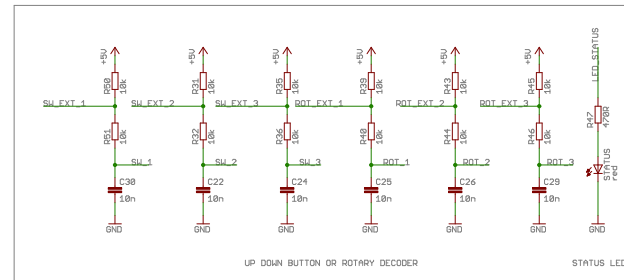 +5V +5V +5V +5V +5V +5V LED_STATUS
R50 10k R31 10k R35 10k R39 10k R43 10k R45 10k
SW_EXT_1 SW_EXT_2 SW_EXT_3 ROT_EXT_1 ROT_EXT_2 ROT_EXT_3
R51 10k R32 10k R36 10k R40 10k R44 10k R46 10k R47 470R
SW_1 SW_2 SW_3 ROT_1 ROT_2 ROT_3
STATUS red
C30 C22 C24 C25 C26 C29
10n 10n 10n 10n 10n 10n
GND GND GND GND GND GND GND
UP DOWN BUTTON OR ROTARY DECODER STATUS LED